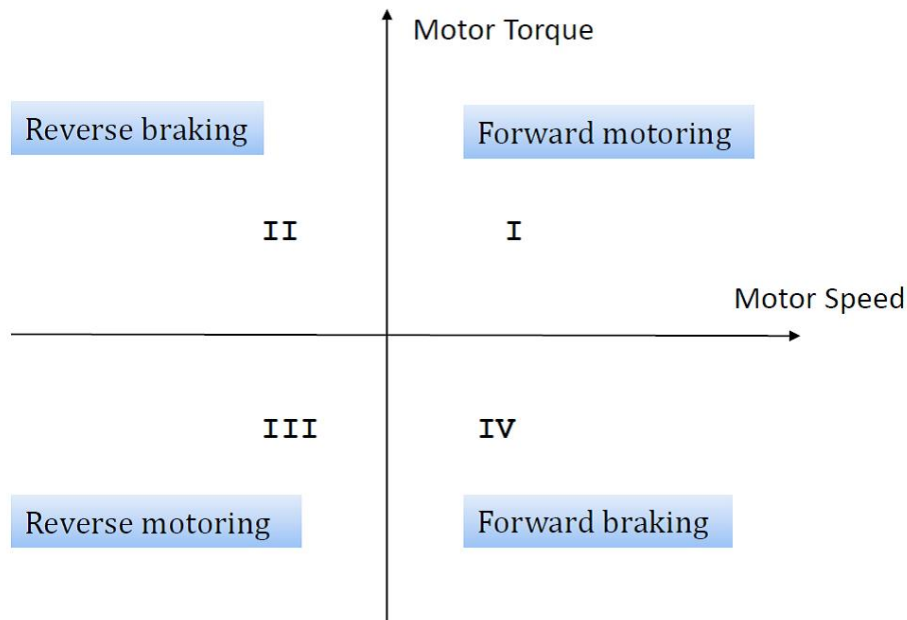 Motor Torque
Reverse braking
Forward motoring
II
I
Motor Speed
III
IV
Reverse motoring
Forward braking